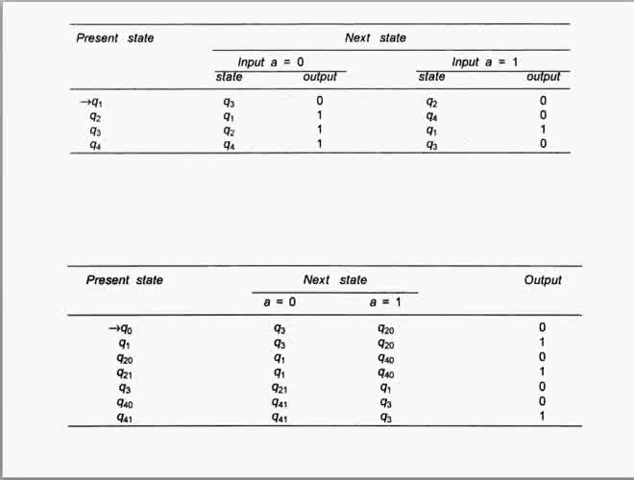 Present state Next state
Input a = 0 Input a = 1
state output state output
→q₁ q₃ 0 q₂ 0
q₂ q₁ 1 q₄ 0
q₃ q₂ 1 q₁ 1
q₄ q₄ 1 q₃ 0
Present state Next state Output
a = 0 a = 1
→q₀ q₃ q₂₀ 0
q₁ q₃ q₂₀ 1
q₂₀ q₁ q₄₀ 0
q₂₁ q₁ q₄₀ 1
q₃ q₂₁ q₁ 0
q₄₀ q₄₁ q₃ 0
q₄₁ q₄₁ q₃ 1